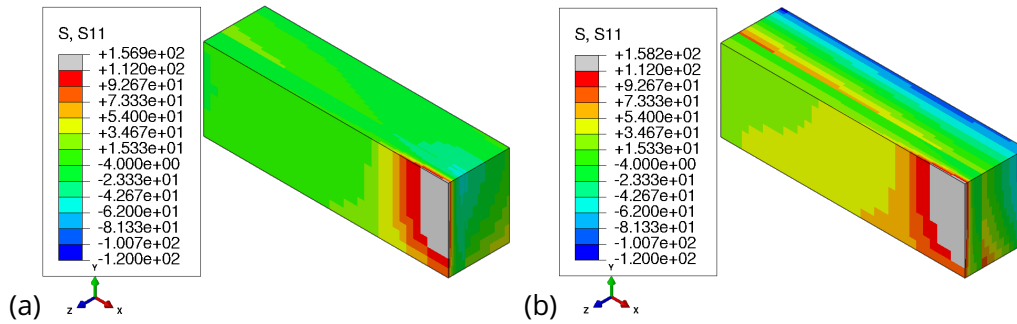 S, S11
+1.569e+02
+1.120e+02
+9.267e+01
+7.333e+01
+5.400e+01
+3.467e+01
+1.533e+01
-4.000e+00
-2.333e+01
-4.267e+01
-6.200e+01
-8.133e+01
-1.007e+02
-1.200e+02
Y
Z
X
(a)
S, S11
+1.582e+02
+1.120e+02
+9.267e+01
+7.333e+01
+5.400e+01
+3.467e+01
+1.533e+01
-4.000e+00
-2.333e+01
-4.267e+01
-6.200e+01
-8.133e+01
-1.007e+02
-1.200e+02
Y
Z
X
(b)